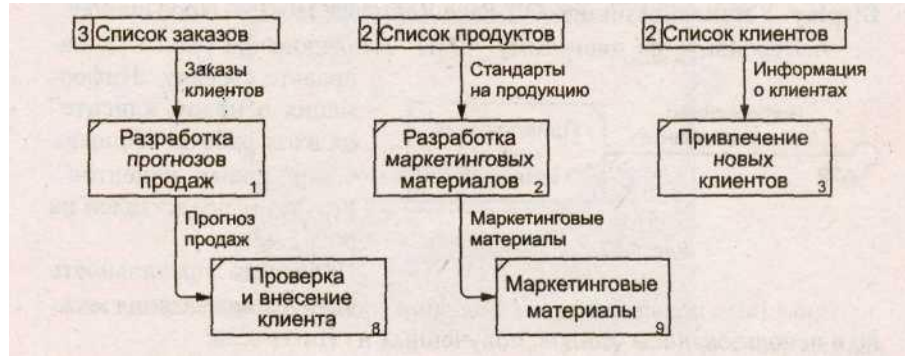 3 Список заказов
2 Список продуктов
2 Список клиентов
Заказы
клиентов
Стандарты
на продукцию
Информация
о клиентах
Разработка
прогнозов
продаж 1
Разработка
маркетинговых
материалов 2
Привлечение
новых
клиентов 3
Прогноз
продаж
Маркетинговые
материалы
Проверка
и внесение
клиента 8
Маркетинговые
материалы 9